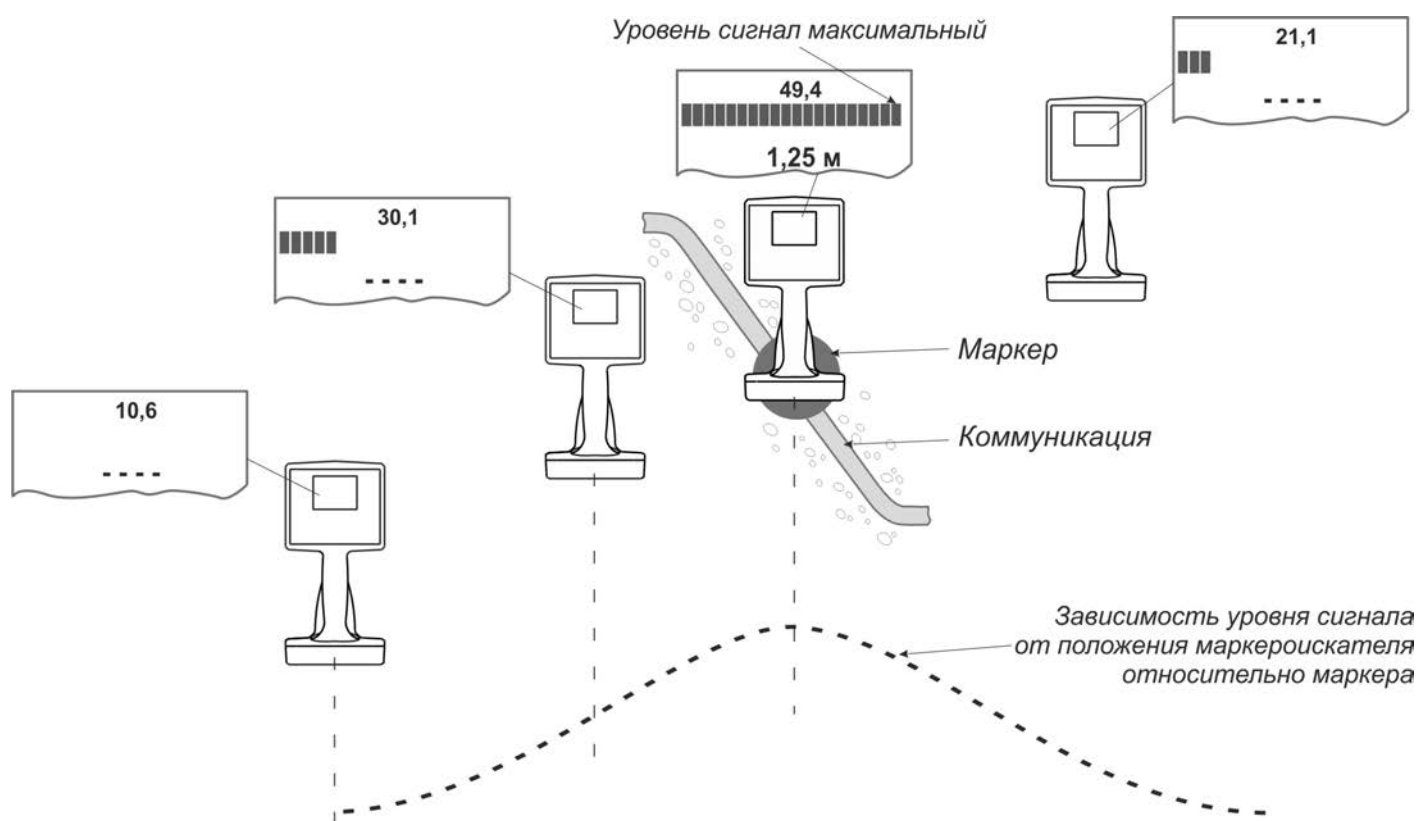 Уровень сигнал максимальный
21,1
- - - -
49,4
1,25 м
30,1
- - - -
Маркер
10,6
- - - -
Коммуникация
Зависимость уровня сигнала
от положения маркероискателя
относительно маркера